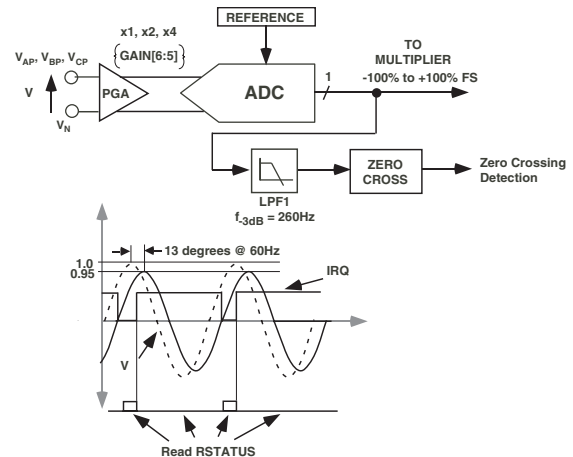 REFERENCE
x1, x2, x4
{GAIN[6:5]}
V_AP, V_BP, V_CP
V
V_N
PGA
ADC
1
TO
MULTIPLIER
-100% to +100% FS
LPF1
f_-3dB = 260Hz
ZERO
CROSS
Zero Crossing
Detection
13 degrees @ 60Hz
1.0
0.95
IRQ
V
Read RSTATUS